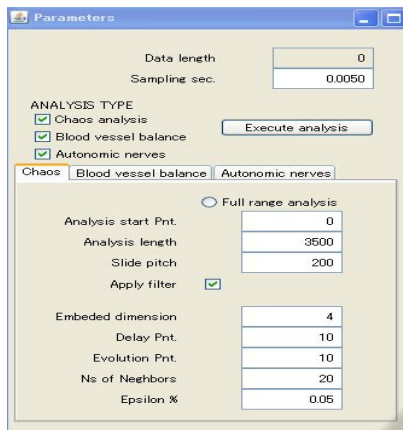 Parameters
Data length 0
Sampling sec. 0.0050
ANALYSIS TYPE
Chaos analysis
Execute analysis
Blood vessel balance
Autonomic nerves
Chaos Blood vessel balance Autonomic nerves
Full range analysis
Analysis start Pnt. 0
Analysis length 3500
Slide pitch 200
Apply filter
Embeded dimension 4
Delay Pnt. 10
Evolution Pnt. 10
Ns of Neghbors 20
Epsilon % 0.05